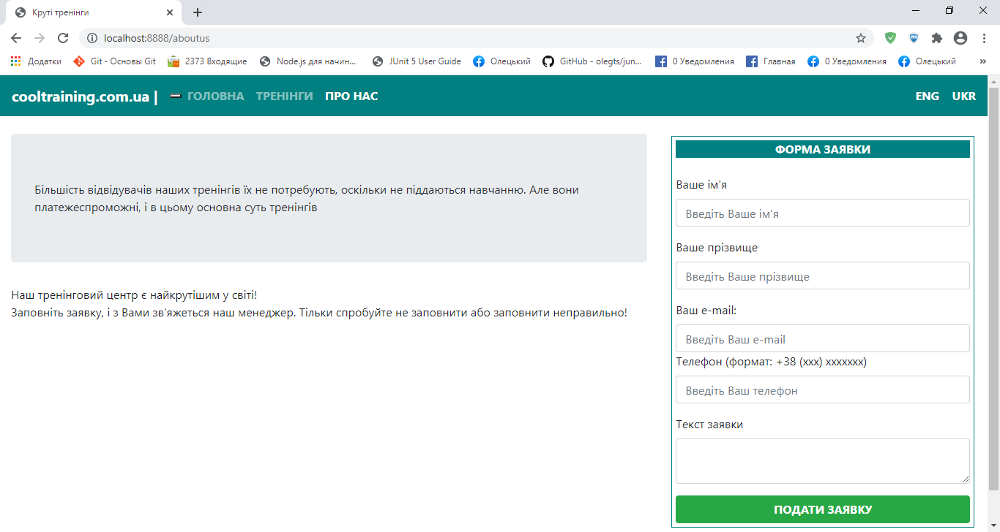 Круті тренінги
localhost:8888/aboutus
Додатки
Git - Основы Git
2373 Входящие
Node.js для начин...
JUnit 5 User Guide
Олецький
GitHub - olegts/jun...
0 Уведомления
Главная
0 Уведомления
Олецький
»
cooltraining.com.ua | ГОЛОВНА ТРЕНІНГИ ПРО НАС ENG UKR
Більшість відвідувачів наших тренінгів їх не потребують, оскільки не піддаються навчанню. Але вони
платежеспроможні, і в цьому основна суть тренінгів
Наш тренінговий центр є найкрутішим у світі!
Заповніть заявку, і з Вами зв'яжеться наш менеджер. Тільки спробуйте не заповнити або заповнити неправильно!
ФОРМА ЗАЯВКИ
Ваше ім'я
Введіть Ваше ім'я
Ваше прізвище
Введіть Ваше прізвище
Ваш e-mail:
Введіть Ваш e-mail
Телефон (формат: +38 (xxx) xxxxxxx)
Введіть Ваш телефон
Текст заявки
ПОДАТИ ЗАЯВКУ